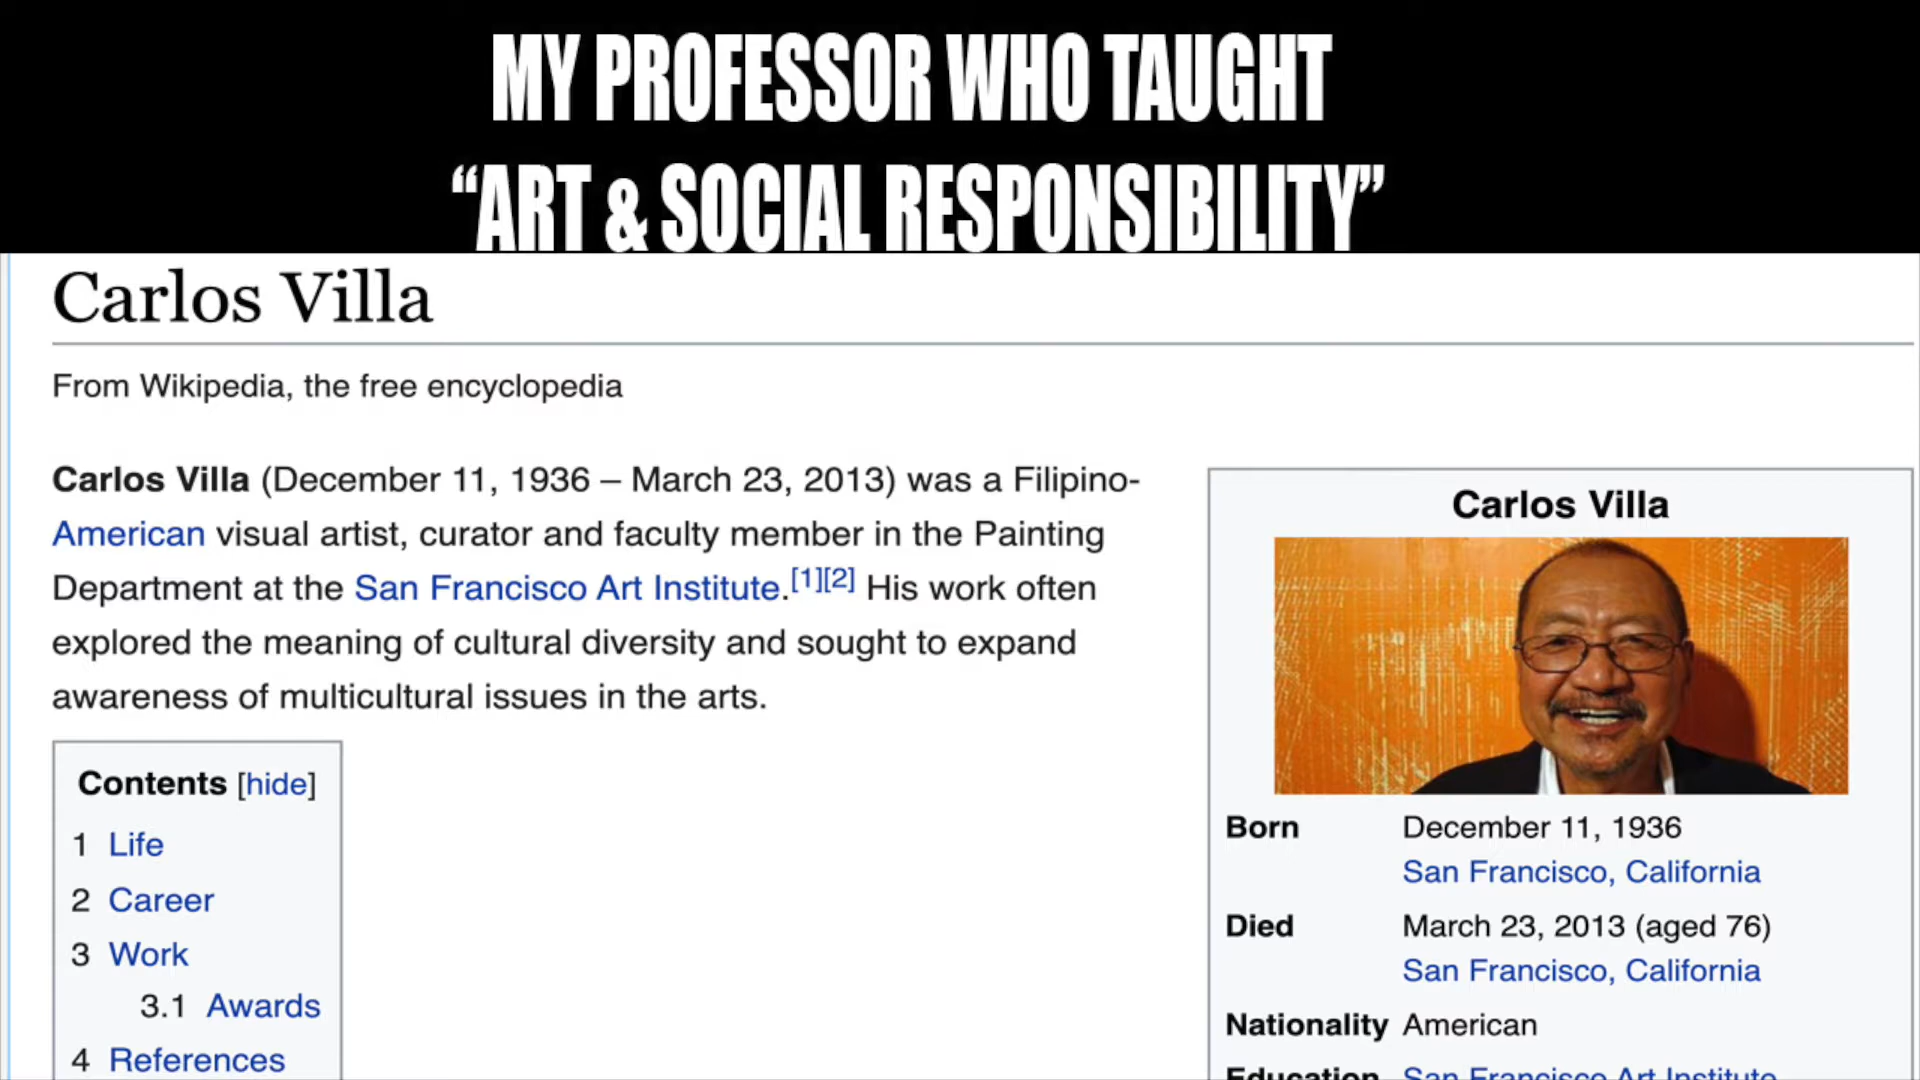 MY PROFESSOR WHO TAUGHT
“ART & SOCIAL RESPONSIBILITY”
Carlos Villa
From Wikipedia, the free encyclopedia
Carlos Villa (December 11, 1936 – March 23, 2013) was a Filipino-
American visual artist, curator and faculty member in the Painting
Department at the San Francisco Art Institute.[1][2] His work often
explored the meaning of cultural diversity and sought to expand
awareness of multicultural issues in the arts.
Contents [hide]
1 Life
2 Career
3 Work
3.1 Awards
4 References
Carlos Villa
Born December 11, 1936
San Francisco, California
Died March 23, 2013 (aged 76)
San Francisco, California
Nationality American
Education San Francisco Art Institute